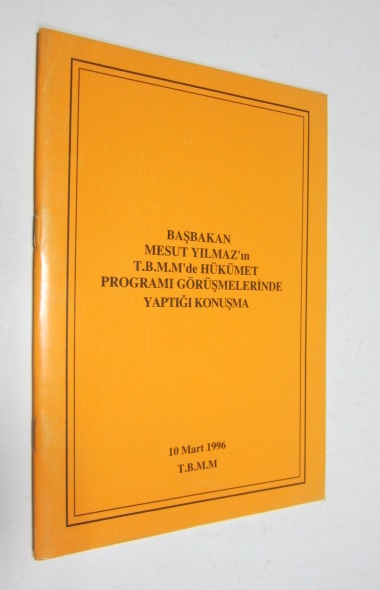 BAŞBAKAN
MESUT YILMAZ'ın
T.B.M.M'de HÜKÜMET
PROGRAMI GÖRÜŞMELERİNDE
YAPTIĞI KONUŞMA
10 Mart 1996
T.B.M.M